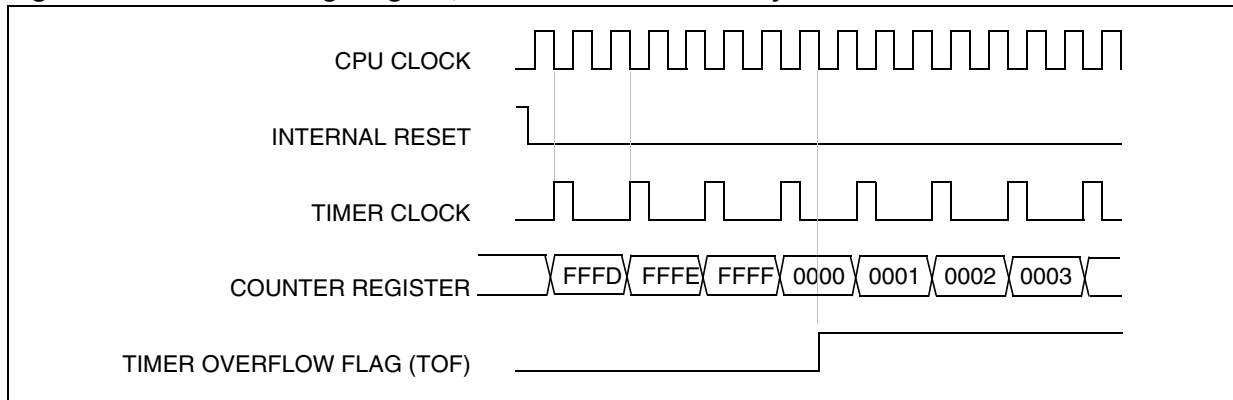 CPU CLOCK
INTERNAL RESET
TIMER CLOCK
COUNTER REGISTER FFFD FFFE FFFF 0000 0001 0002 0003
TIMER OVERFLOW FLAG (TOF)